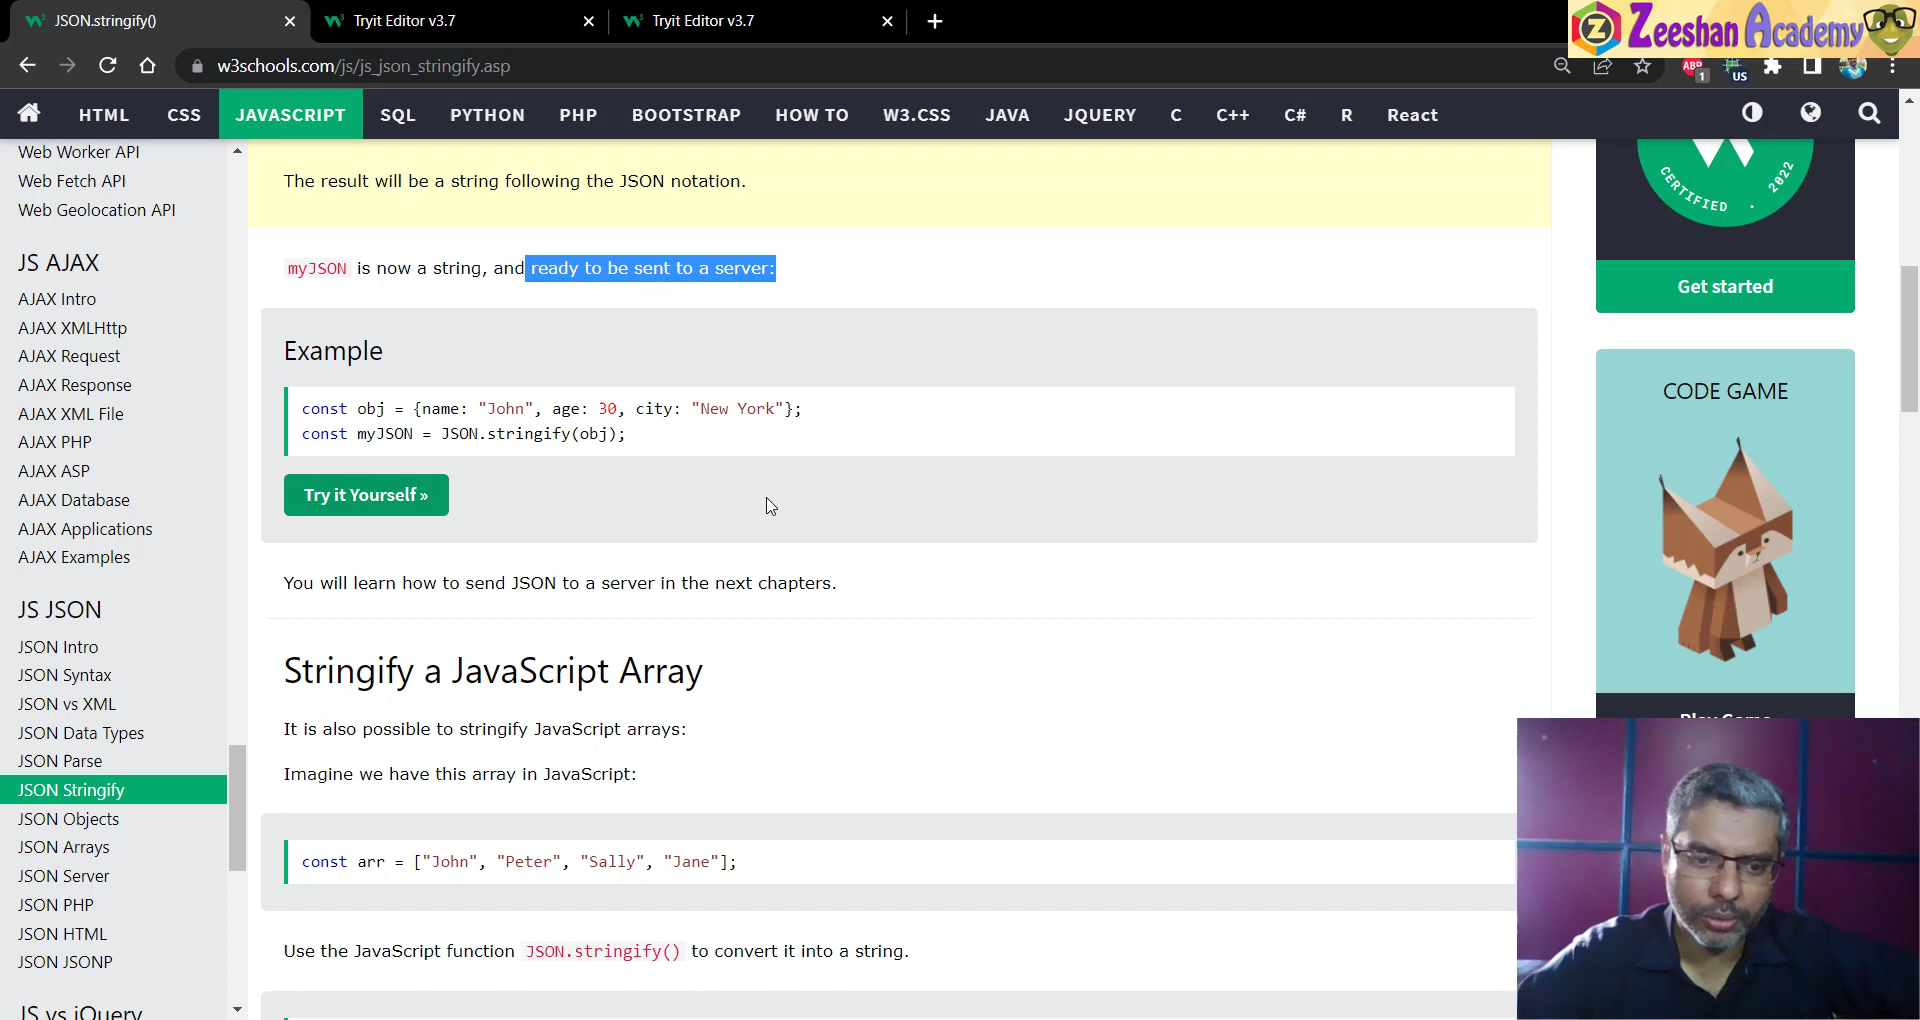 JSON.stringify()
Tryit Editor v3.7
Tryit Editor v3.7
Zeeshan Academy
w3schools.com/js/js_json_stringify.asp
ABP
1
US
HTML
CSS
JAVASCRIPT
SQL
PYTHON
PHP
BOOTSTRAP
HOW TO
W3.CSS
JAVA
JQUERY
C
C++
C#
R
React
Web Worker API
Web Fetch API
Web Geolocation API
JS AJAX
AJAX Intro
AJAX XMLHttp
AJAX Request
AJAX Response
AJAX XML File
AJAX PHP
AJAX ASP
AJAX Database
AJAX Applications
AJAX Examples
JS JSON
JSON Intro
JSON Syntax
JSON vs XML
JSON Data Types
JSON Parse
JSON Stringify
JSON Objects
JSON Arrays
JSON Server
JSON PHP
JSON HTML
JSON JSONP
JS vs jQuery
The result will be a string following the JSON notation.
myJSON is now a string, and ready to be sent to a server:
Example
const obj = {name: "John", age: 30, city: "New York"};
const myJSON = JSON.stringify(obj);
Try it Yourself »
You will learn how to send JSON to a server in the next chapters.
Stringify a JavaScript Array
It is also possible to stringify JavaScript arrays:
Imagine we have this array in JavaScript:
const arr = ["John", "Peter", "Sally", "Jane"];
Use the JavaScript function JSON.stringify() to convert it into a string.
CERTIFIED . 2022
Get started
CODE GAME
Play Game